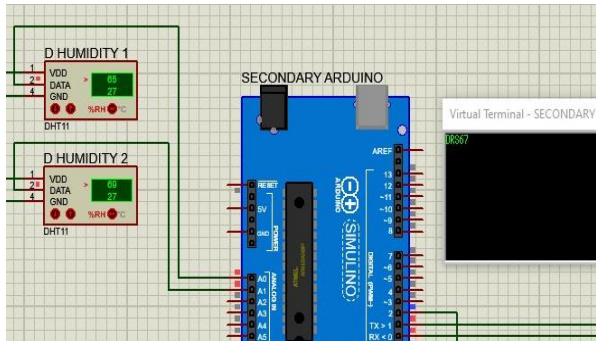 D HUMIDITY 1
1 VDD
2 DATA
4 GND
> 65
27
%RH °C
DHT11
D HUMIDITY 2
1 VDD
2 DATA
4 GND
> 69
27
%RH °C
DHT11
SECONDARY ARDUINO
AREF
13
12
~11
~10
~9
8
7
~6
~5
4
~3
2
TX > 1
RX < 0
RESET
5V
GND
POWER
A0
A1
A2
A3
A4
A5
ANALOG IN
ARDUINO
SIMULINO
DIGITAL (PWM~)
ATMEL
Virtual Terminal - SECONDARY
DRS67